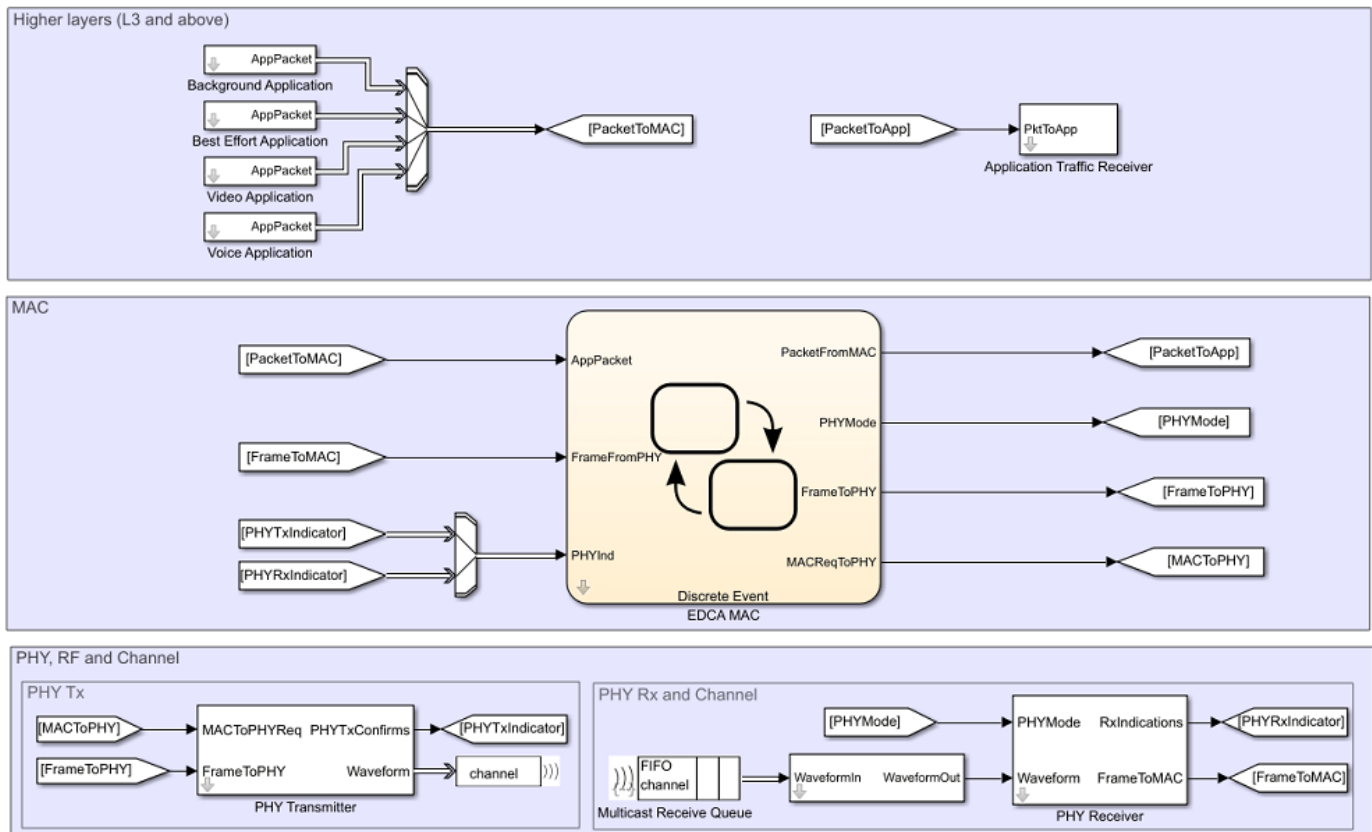 Higher layers (L3 and above)
AppPacket
Background Application
AppPacket
Best Effort Application
AppPacket
Video Application
AppPacket
Voice Application
[PacketToMAC]
[PacketToApp]
PktToApp
Application Traffic Receiver
MAC
[PacketToMAC]
[FrameToMAC]
[PHYTxIndicator]
[PHYRxIndicator]
AppPacket
FrameFromPHY
PHYInd
PacketFromMAC
PHYMode
FrameToPHY
MACReqToPHY
Discrete Event
EDCA MAC
[PacketToApp]
[PHYMode]
[FrameToPHY]
[MACToPHY]
PHY, RF and Channel
PHY Tx
[MACToPHY]
[FrameToPHY]
MACToPHYReq PHYTxConfirms
FrameToPHY Waveform
PHY Transmitter
[PHYTxIndicator]
channel
PHY Rx and Channel
[PHYMode]
FIFO
channel
Multicast Receive Queue
WaveformIn WaveformOut
PHYMode RxIndications
Waveform FrameToMAC
PHY Receiver
[PHYRxIndicator]
[FrameToMAC]